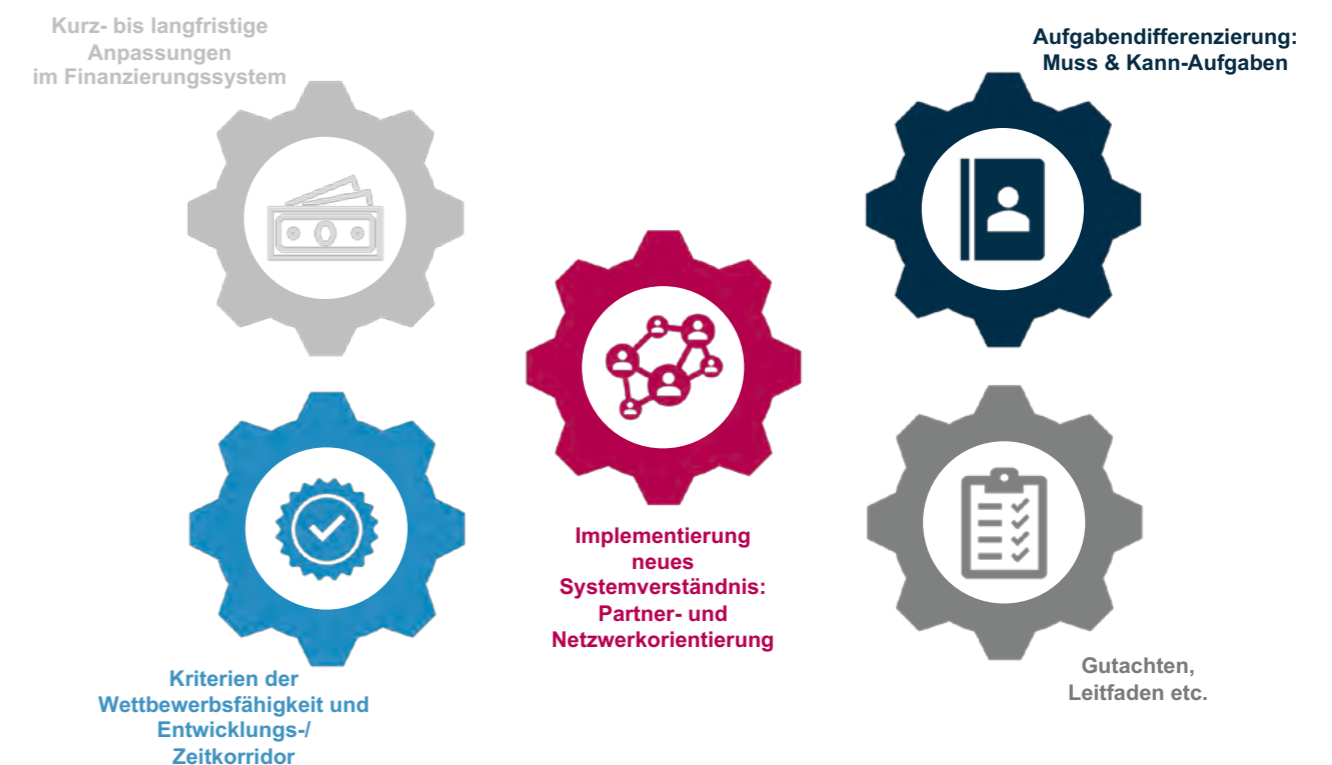 Kurz- bis langfristige
Anpassungen
im Finanzierungssystem
Aufgabendifferenzierung:
Muss & Kann-Aufgaben
Implementierung
neues
Systemverständnis:
Partner- und
Netzwerkorientierung
Kriterien der
Wettbewerbsfähigkeit und
Entwicklungs-/
Zeitkorridor
Gutachten,
Leitfaden etc.